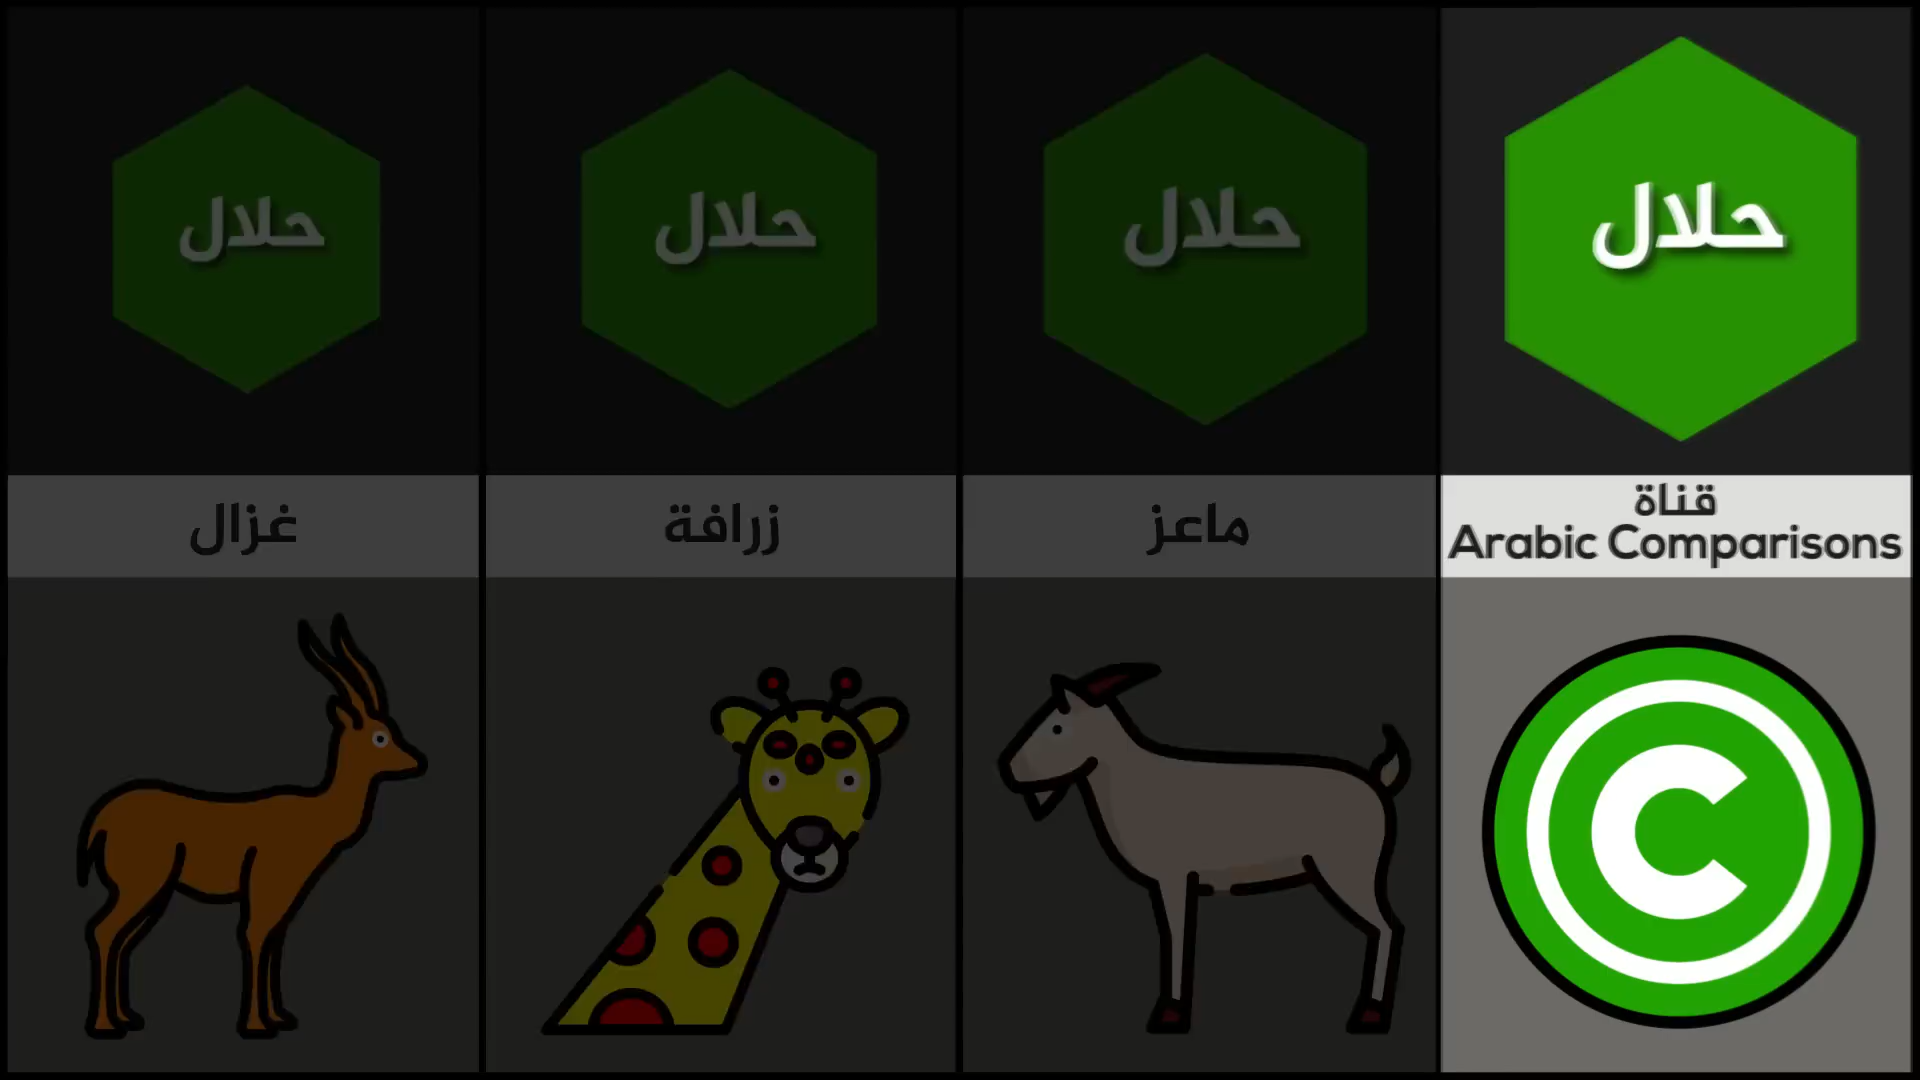 حلال
حلال
حلال
حلال
قناة
Arabic Comparisons
ماعز
زرافة
غزال